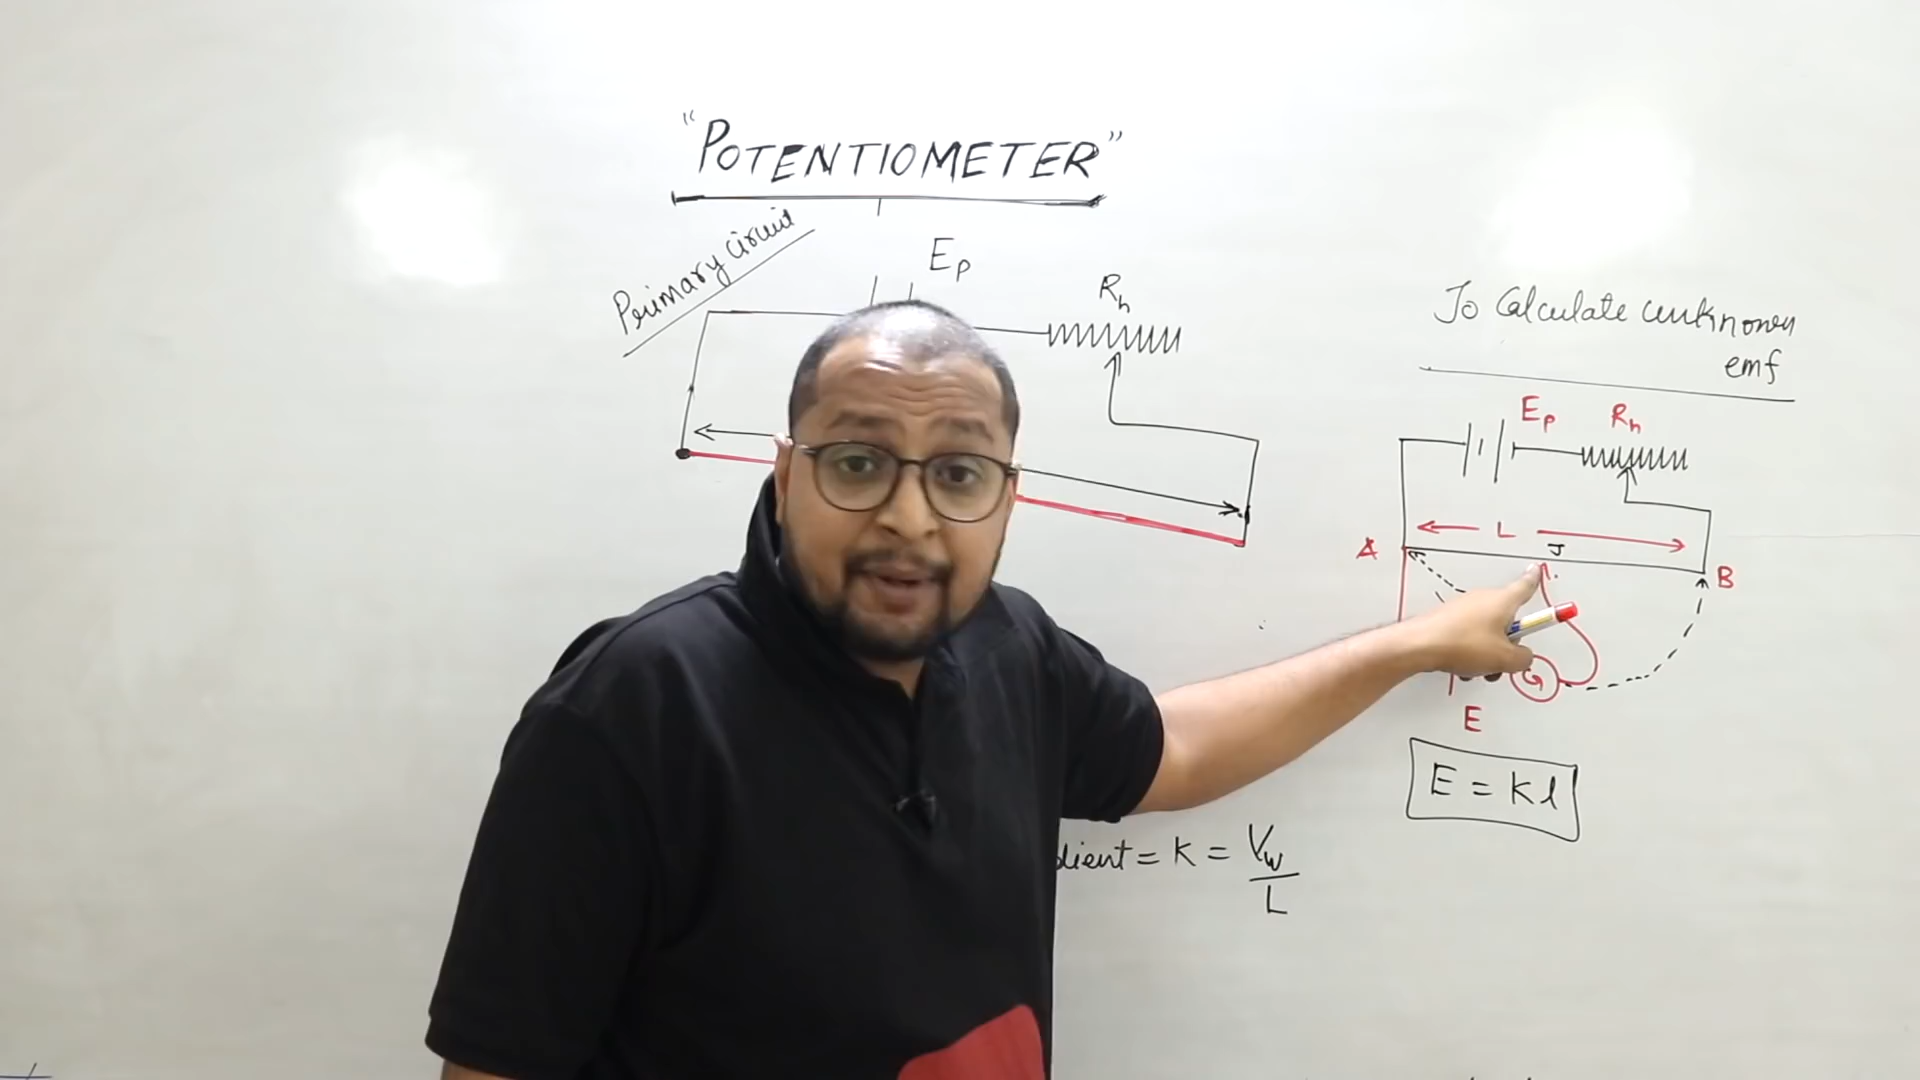 "POTENTIOMETER"
Primary Circuit
Ep
Rh
To Calculate unknown
emf
Ep
Rh
L
A
J
B
G
E
E = Kl
dient = K = Vw
L